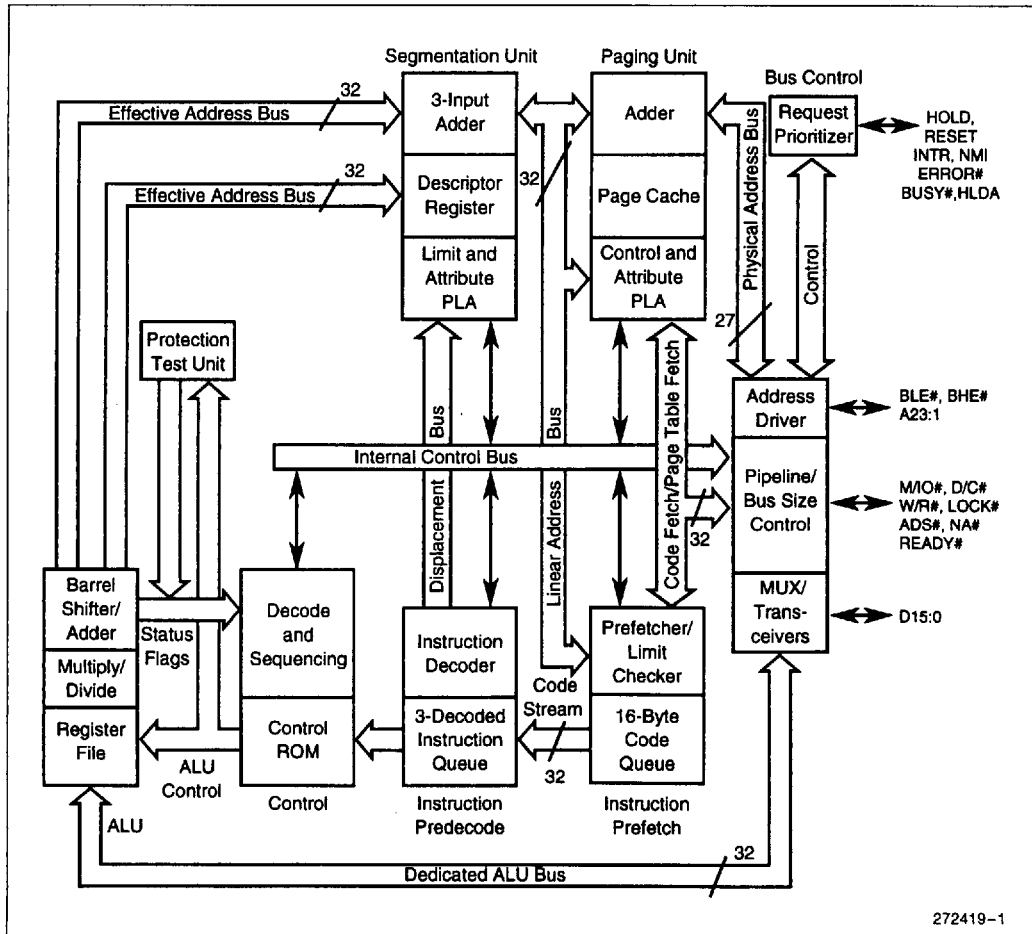 Segmentation Unit
Paging Unit
Bus Control
3-Input
Adder
Descriptor
Register
Limit and
Attribute
PLA
Adder
Page Cache
Control and
Attribute
PLA
Request
Prioritizer
HOLD,
RESET
INTR, NMI
ERROR#
BUSY#,HLDA
Effective Address Bus
32
Effective Address Bus
32
32
Physical Address Bus
27
Control
Protection
Test Unit
Internal Control Bus
Displacement Bus
Linear Address Bus
Code Fetch/Page Table Fetch
32
Address
Driver
Pipeline/
Bus Size
Control
MUX/
Trans-
ceivers
BLE#, BHE#
A23:1
M/IO#, D/C#
W/R#, LOCK#
ADS#, NA#
READY#
D15:0
Barrel
Shifter/
Adder
Multiply/
Divide
Register
File
Status
Flags
ALU
Control
ALU
Decode
and
Sequencing
Control
ROM
Control
Instruction
Decoder
3-Decoded
Instruction
Queue
Instruction
Predecode
Code
Stream
32
Prefetcher/
Limit
Checker
16-Byte
Code
Queue
Instruction
Prefetch
Dedicated ALU Bus
32
272419-1